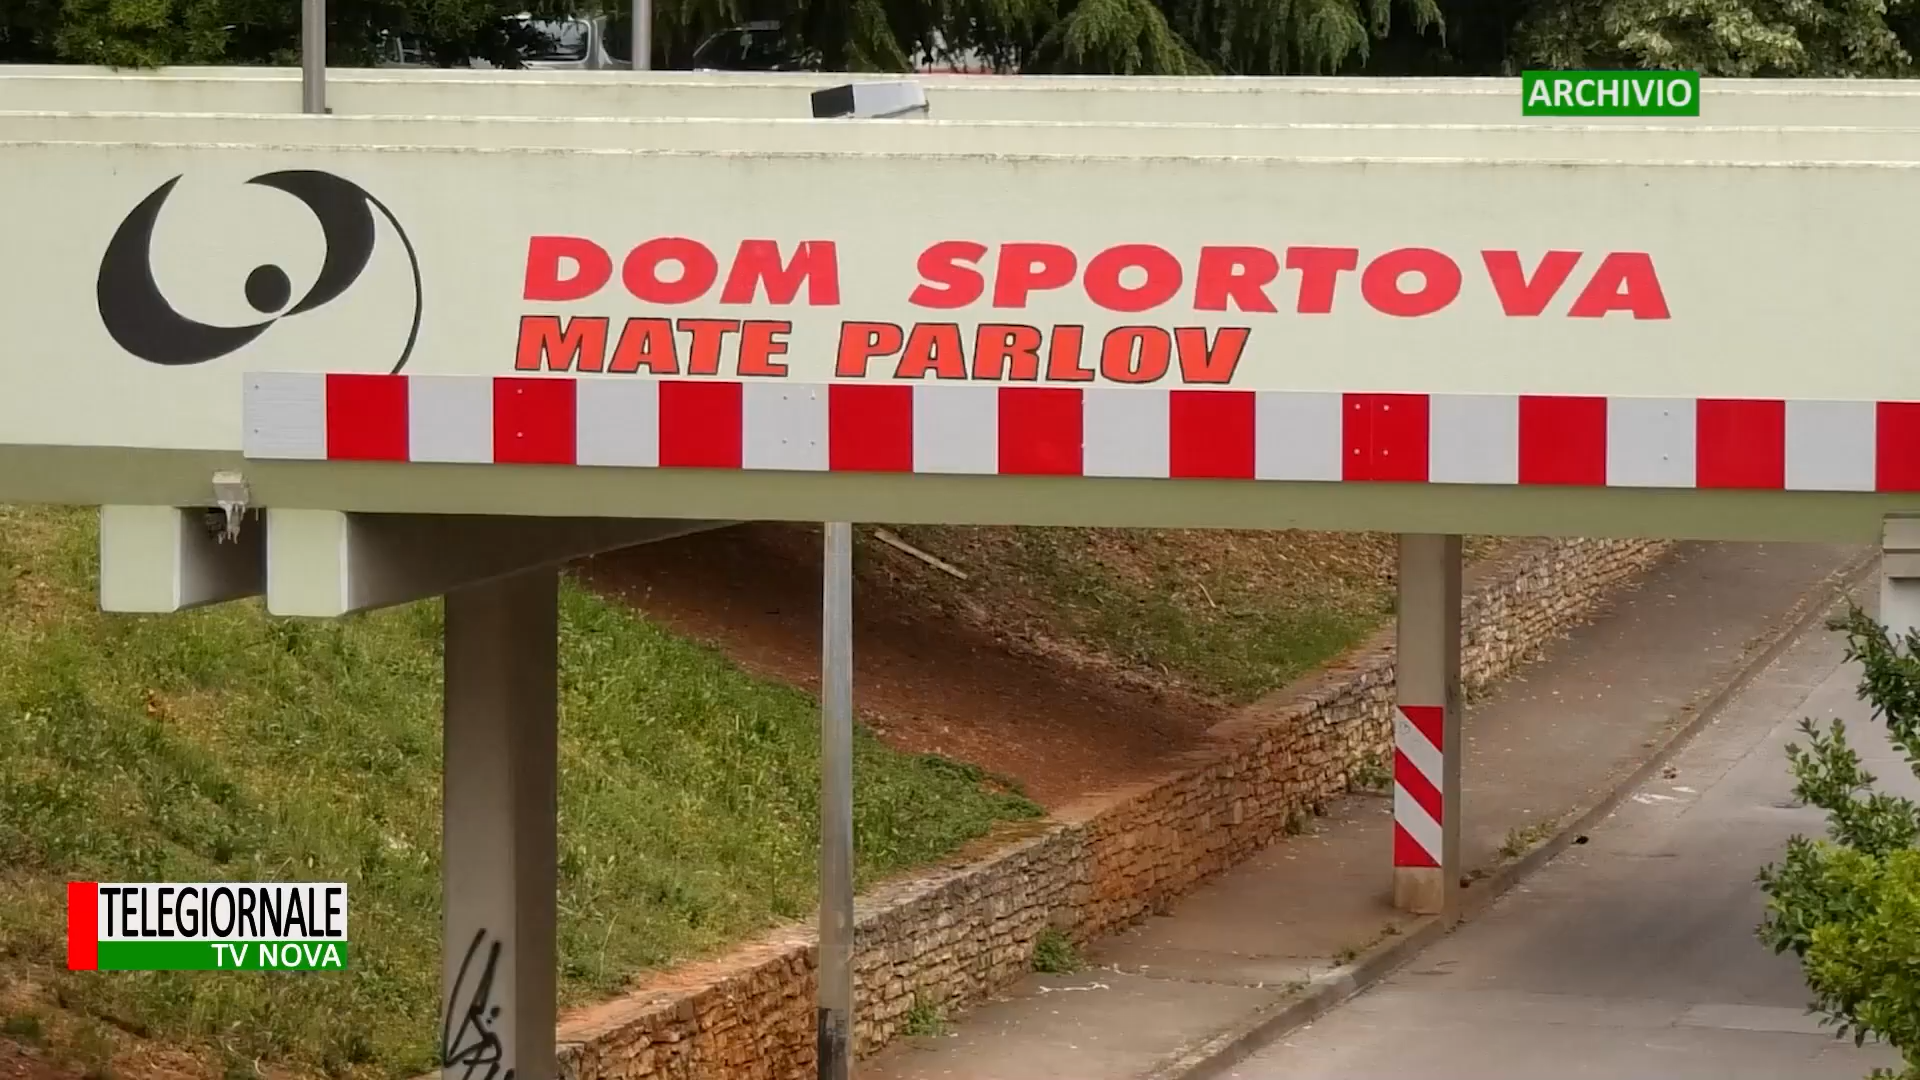 ARCHIVIO
DOM SPORTOVA
MATE PARLOV
TELEGIORNALE
TV NOVA